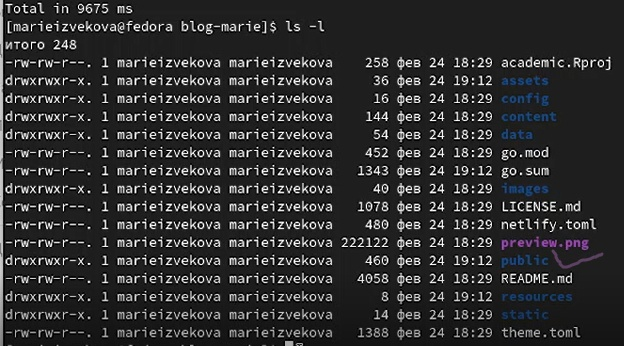 Total in 9675 ms
[marieizvekova@fedora blog-marie]$ ls -l
итого 248
-rw-rw-r--. 1 marieizvekova marieizvekova 258 фев 24 18:29 academic.Rproj
drwxrwxr-x. 1 marieizvekova marieizvekova 36 фев 24 19:12 assets
drwxrwxr-x. 1 marieizvekova marieizvekova 16 фев 24 18:29 config
drwxrwxr-x. 1 marieizvekova marieizvekova 144 фев 24 18:29 content
drwxrwxr-x. 1 marieizvekova marieizvekova 54 фев 24 18:29 data
-rw-rw-r--. 1 marieizvekova marieizvekova 452 фев 24 18:29 go.mod
-rw-rw-r--. 1 marieizvekova marieizvekova 1343 фев 24 19:12 go.sum
drwxrwxr-x. 1 marieizvekova marieizvekova 40 фев 24 18:29 images
-rw-rw-r--. 1 marieizvekova marieizvekova 1078 фев 24 18:29 LICENSE.md
-rw-rw-r--. 1 marieizvekova marieizvekova 480 фев 24 18:29 netlify.toml
-rw-rw-r--. 1 marieizvekova marieizvekova 222122 фев 24 18:29 preview.png
drwxrwxr-x. 1 marieizvekova marieizvekova 460 фев 24 19:12 public
-rw-rw-r--. 1 marieizvekova marieizvekova 4058 фев 24 18:29 README.md
drwxrwxr-x. 1 marieizvekova marieizvekova 8 фев 24 19:12 resources
drwxrwxr-x. 1 marieizvekova marieizvekova 14 фев 24 18:29 static
-rw-rw-r--. 1 marieizvekova marieizvekova 1388 фев 24 18:29 theme.toml